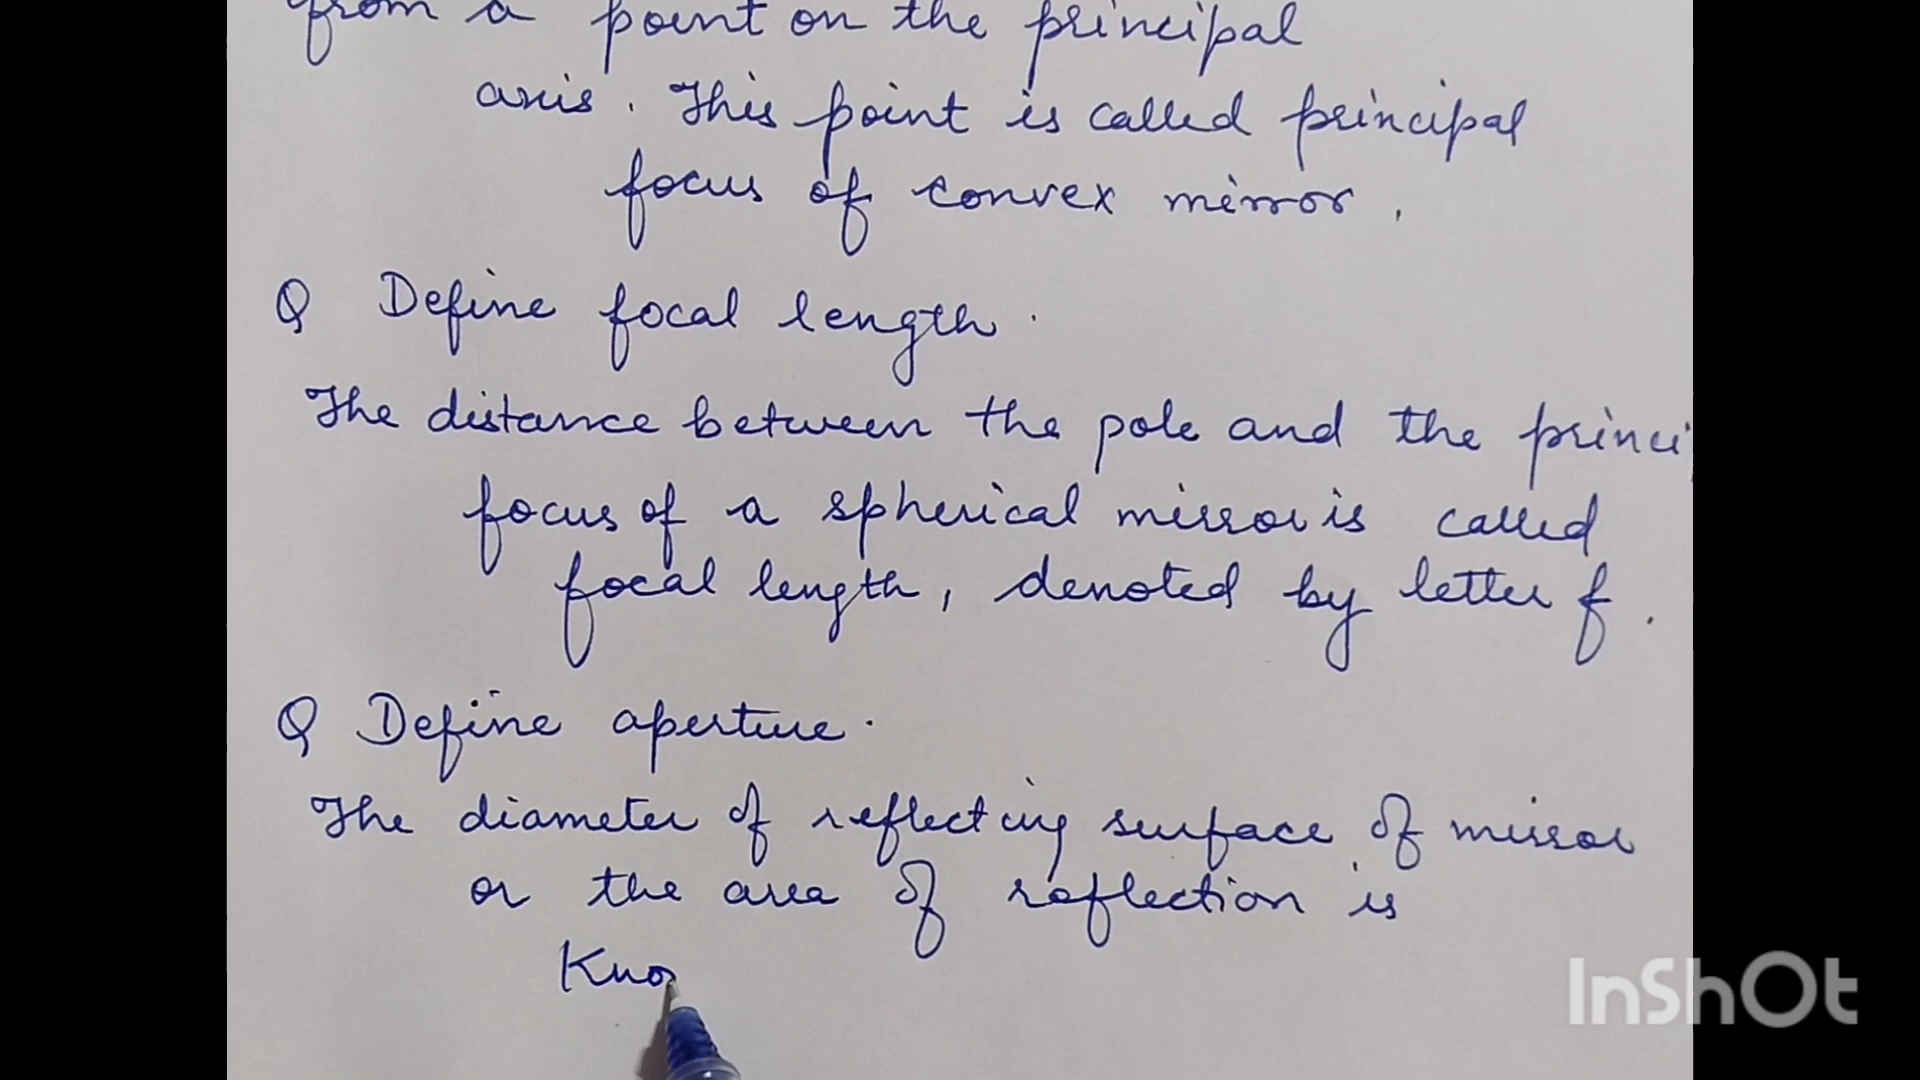 from a point on the principal
axis. This point is called principal
focus of convex mirror.
Q Define focal length.
The distance between the pole and the princi
focus of a spherical mirror is called
focal length, denoted by letter f.
Q Define aperture.
The diameter of reflecting surface of mirror
or the area of reflection is
Kno
InShOt